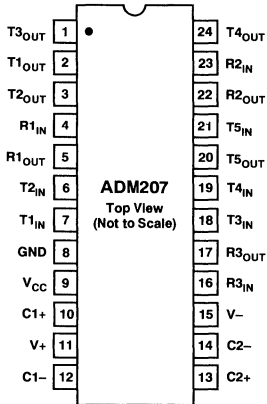 T3OUT 1 24 T4OUT
T1OUT 2 23 R2IN
T2OUT 3 22 R2OUT
R1IN 4 21 T5IN
R1OUT 5 20 T5OUT
T2IN 6 ADM207 19 T4IN
T1IN 7 Top View 18 T3IN
(Not to Scale)
GND 8 17 R3OUT
VCC 9 16 R3IN
C1+ 10 15 V−
V+ 11 14 C2−
C1− 12 13 C2+